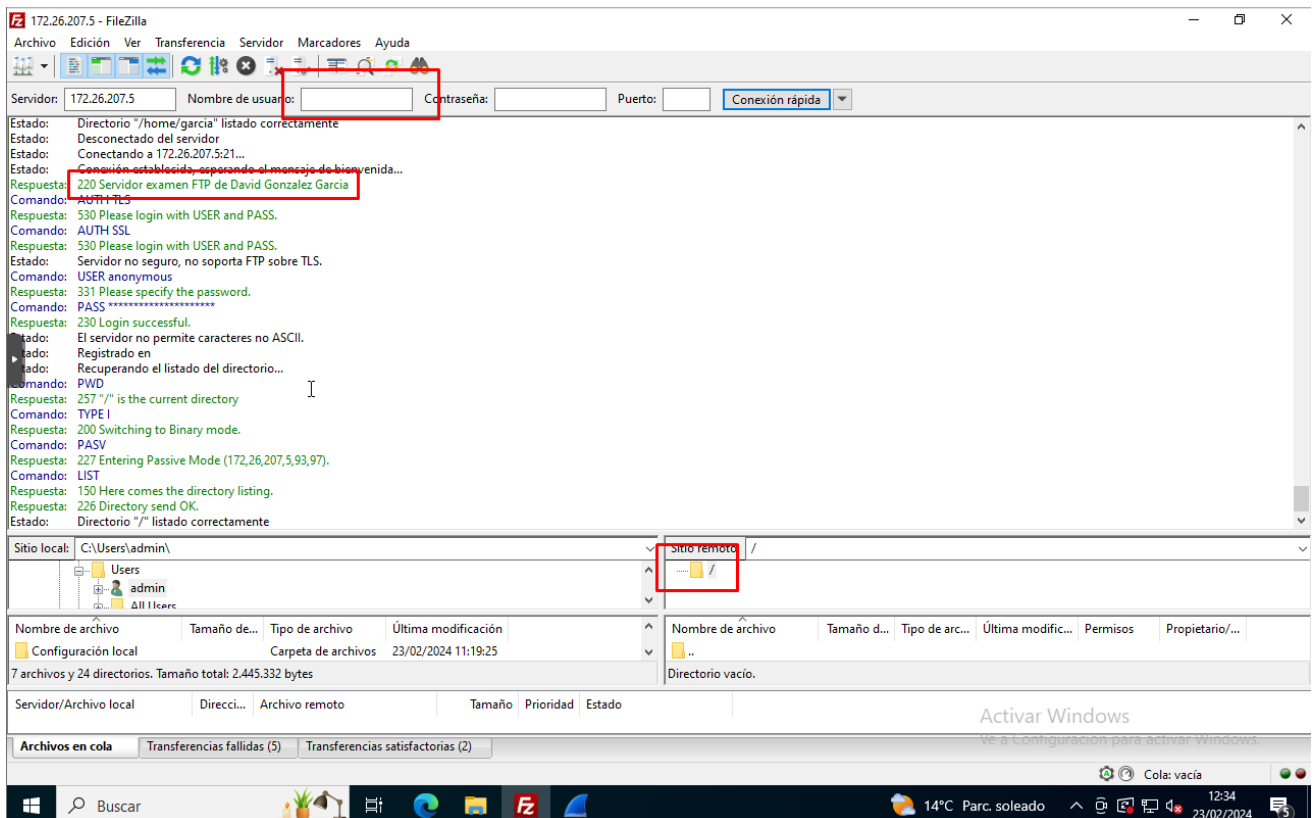 172.26.207.5 - FileZilla
Archivo Edición Ver Transferencia Servidor Marcadores Ayuda
Servidor: 172.26.207.5 Nombre de usuario: Contraseña: Puerto: Conexión rápida
Estado: Directorio "/home/garcia" listado correctamente
Estado: Desconectado del servidor
Estado: Conectando a 172.26.207.5:21...
Estado: Conexión establecida, esperando el mensaje de bienvenida...
Respuesta: 220 Servidor examen FTP de David Gonzalez Garcia
Comando: AUTH TLS
Respuesta: 530 Please login with USER and PASS.
Comando: AUTH SSL
Respuesta: 530 Please login with USER and PASS.
Estado: Servidor no seguro, no soporta FTP sobre TLS.
Comando: USER anonymous
Respuesta: 331 Please specify the password.
Comando: PASS *********************
Respuesta: 230 Login successful.
tado: El servidor no permite caracteres no ASCII.
tado: Registrado en
tado: Recuperando el listado del directorio...
Comando: PWD
Respuesta: 257 "/" is the current directory
Comando: TYPE I
Respuesta: 200 Switching to Binary mode.
Comando: PASV
Respuesta: 227 Entering Passive Mode (172,26,207,5,93,97).
Comando: LIST
Respuesta: 150 Here comes the directory listing.
Respuesta: 226 Directory send OK.
Estado: Directorio "/" listado correctamente
Sitio local: C:\Users\admin\ Sitio remoto: /
Users /
admin
All Users
Nombre de archivo Tamaño de... Tipo de archivo Última modificación Nombre de archivo Tamaño d... Tipo de arc... Última modific... Permisos Propietario/...
Configuración local Carpeta de archivos 23/02/2024 11:19:25 ..
7 archivos y 24 directorios. Tamaño total: 2.445.332 bytes Directorio vacío.
Servidor/Archivo local Direcci... Archivo remoto Tamaño Prioridad Estado
Activar Windows
Ve a Configuración para activar Windows.
Archivos en cola Transferencias fallidas (5) Transferencias satisfactorias (2)
Cola: vacía
Buscar 14°C Parc. soleado 12:34
23/02/2024 5